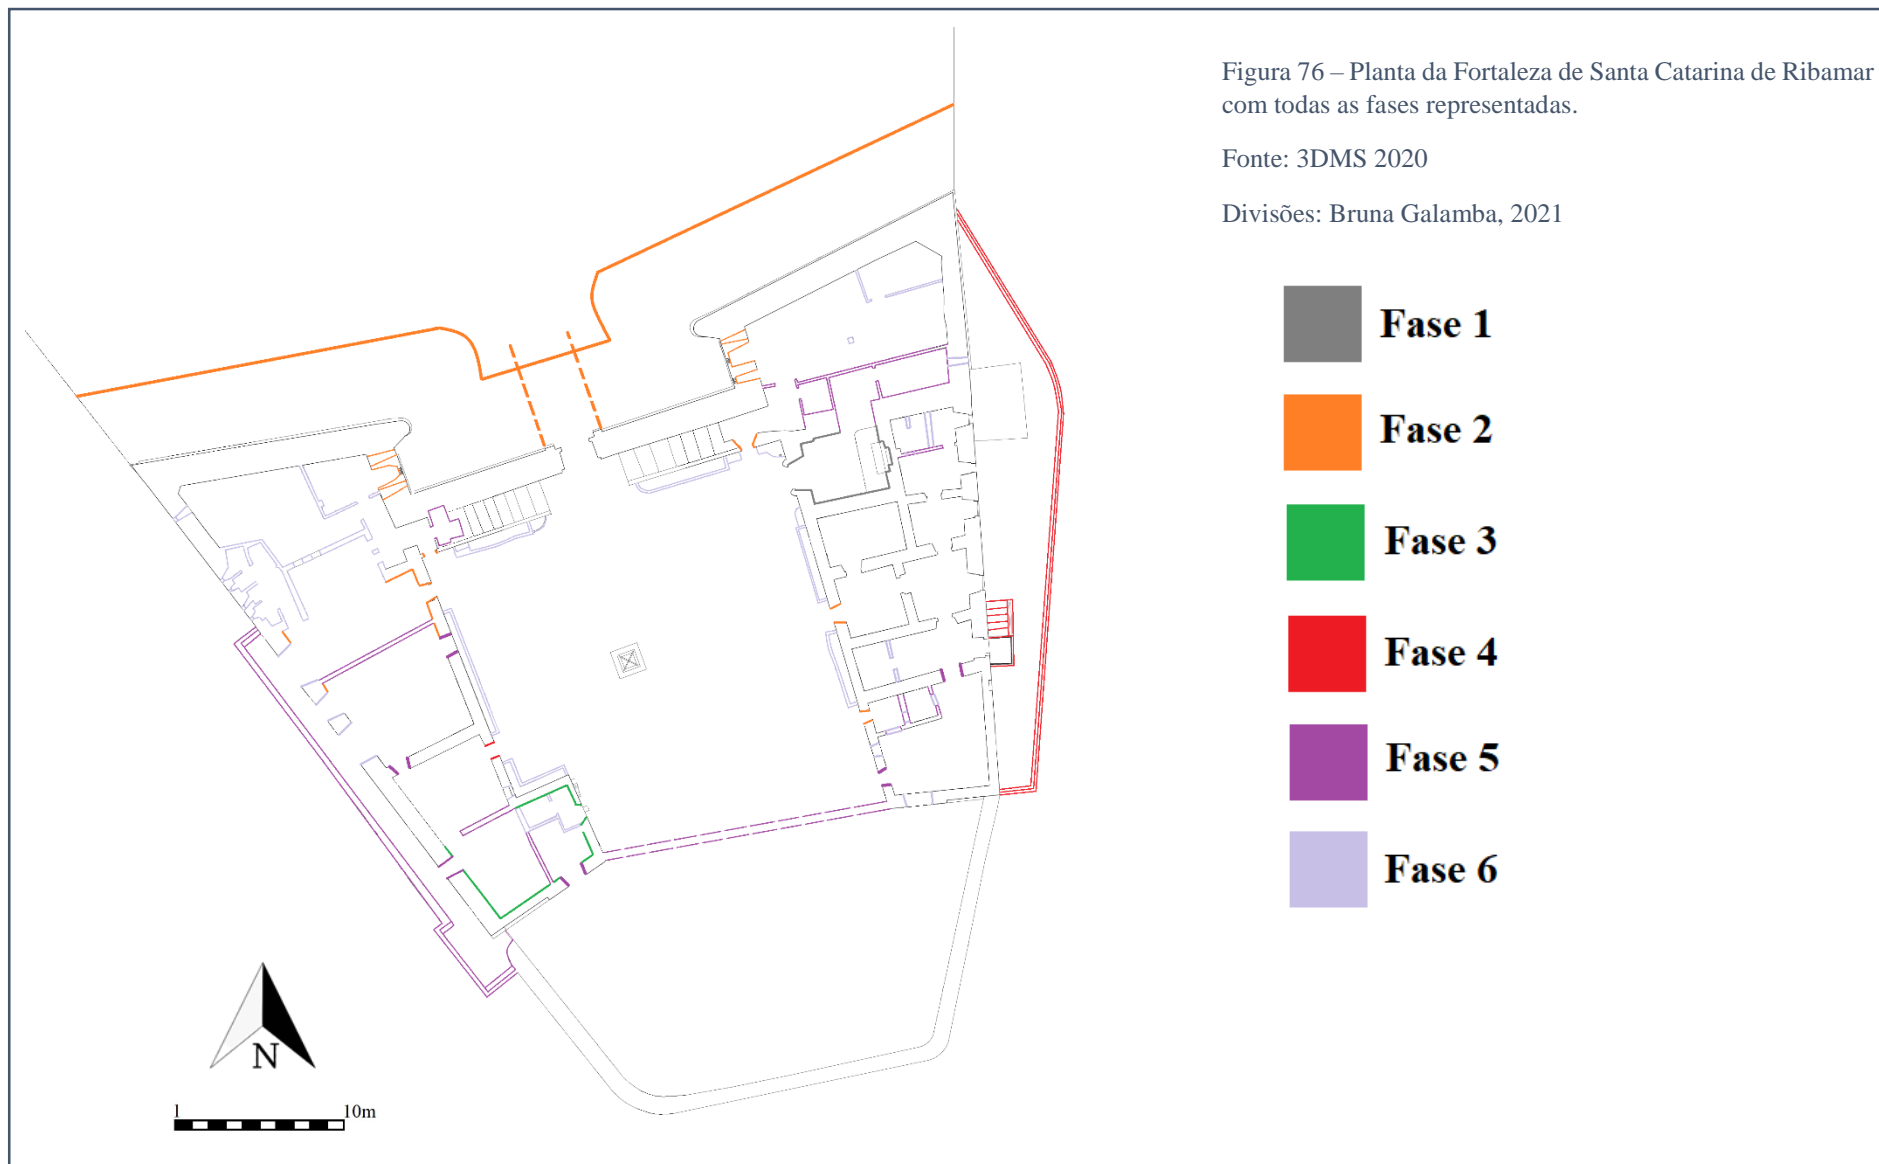 Figura 76 – Planta da Fortaleza de Santa Catarina de Ribamar
com todas as fases representadas.
Fonte: 3DMS 2020
Divisões: Bruna Galamba, 2021
Fase 1
Fase 2
Fase 3
Fase 4
Fase 5
Fase 6
N
1 10m